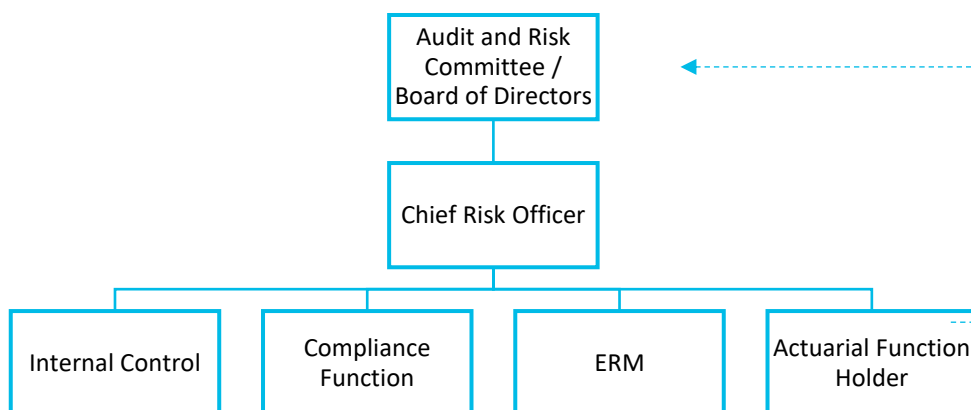 Audit and Risk
Committee /
Board of Directors
Chief Risk Officer
Internal Control
Compliance
Function
ERM
Actuarial Function
Holder